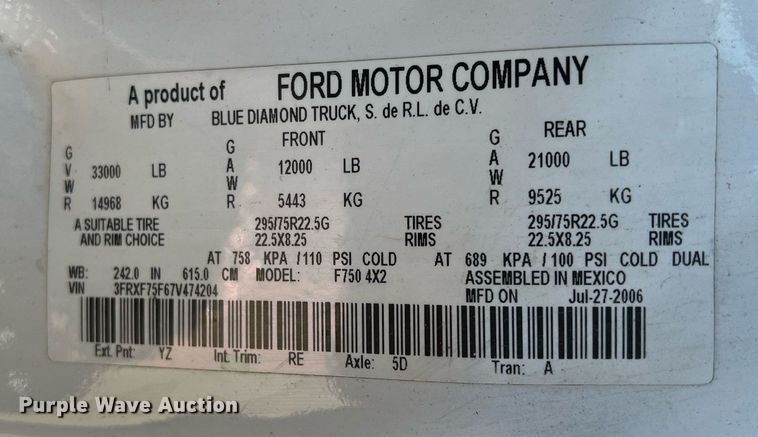 A product of FORD MOTOR COMPANY
MFD BY BLUE DIAMOND TRUCK, S. de R.L. de C.V.
FRONT REAR
GVWR 33000 LB GAWR 12000 LB GAWR 21000 LB
14968 KG 5443 KG 9525 KG
A SUITABLE TIRE 295/75R22.5G TIRES 295/75R22.5G TIRES
AND RIM CHOICE 22.5X8.25 RIMS 22.5X8.25 RIMS
AT 758 KPA /110 PSI COLD AT 689 KPA /100 PSI COLD DUAL
WB: 242.0 IN 615.0 CM MODEL: F750 4X2 ASSEMBLED IN MEXICO
VIN 3FRXF75F67V474204 MFD ON Jul-27-2006
Ext. Pnt: YZ Int. Trim: RE Axle: 5D Tran: A
Purple Wave Auction